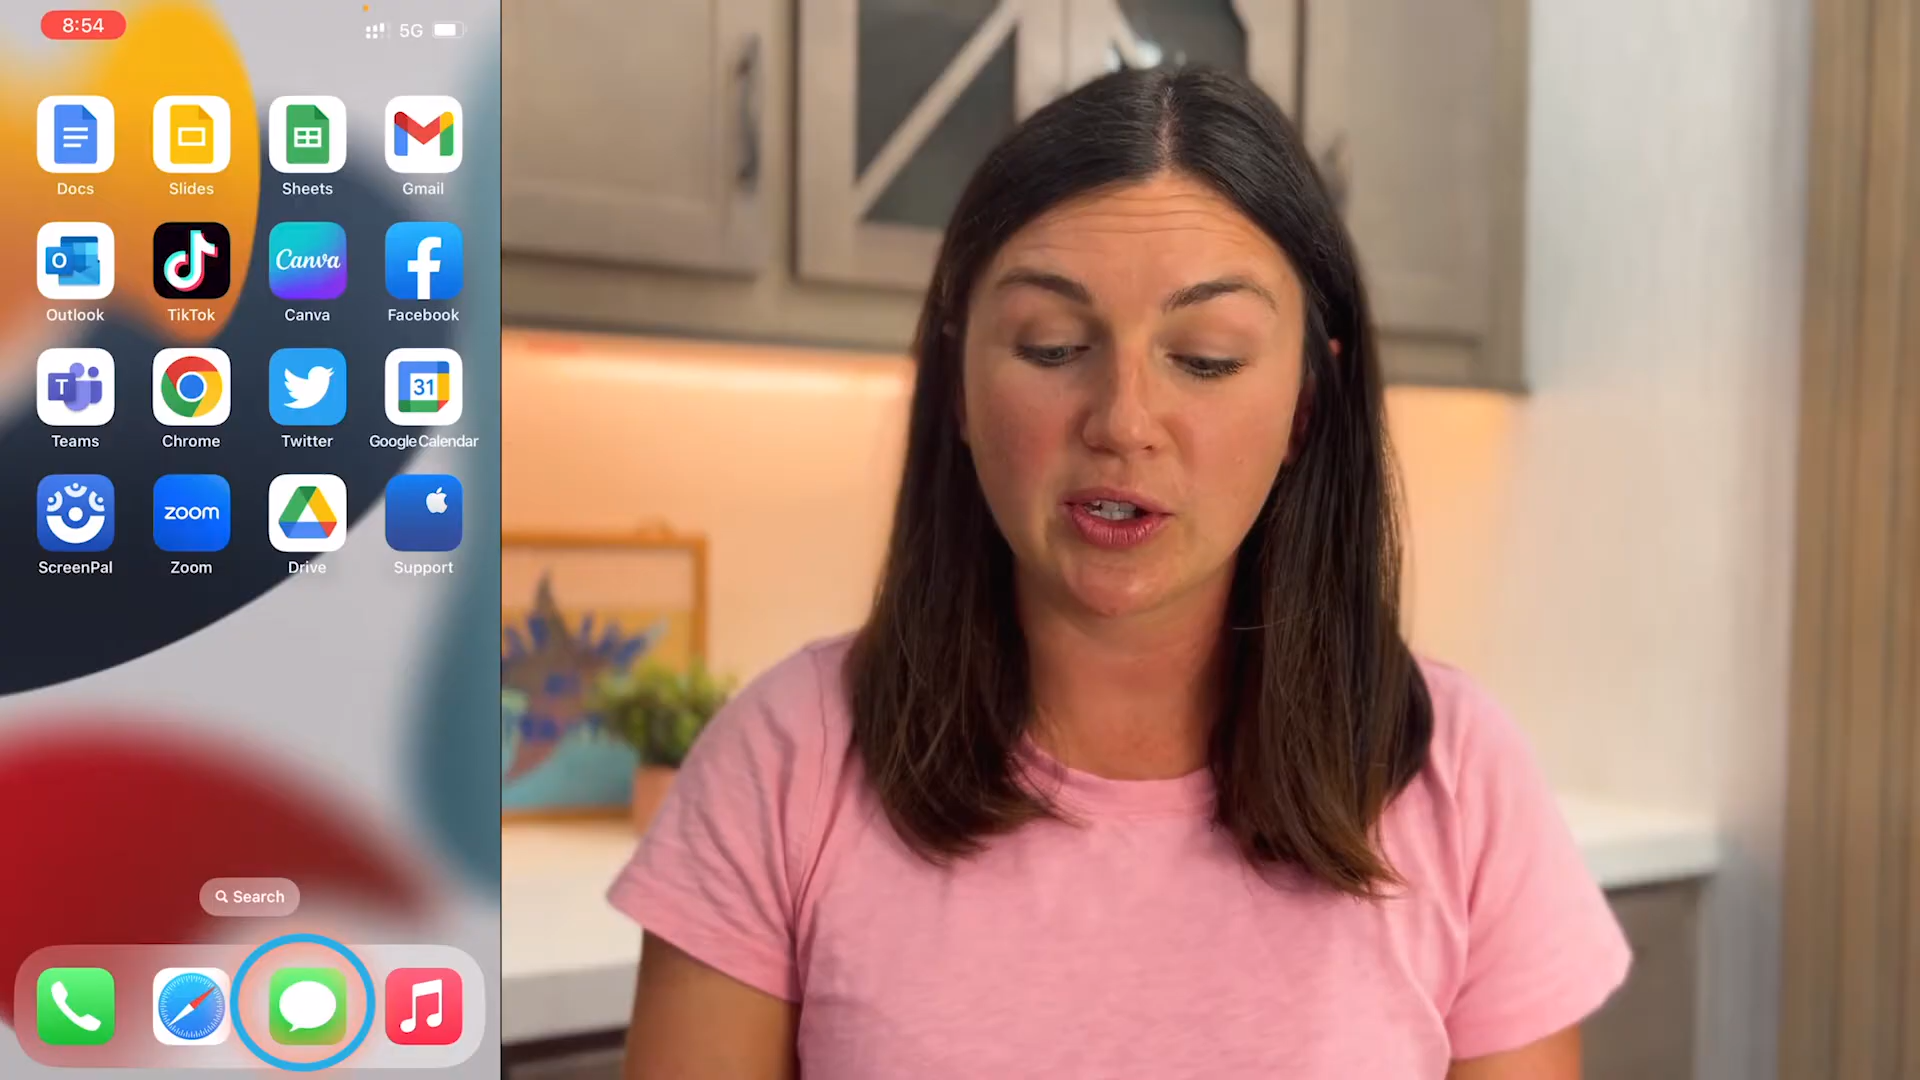 8:54 5G
Docs Slides Sheets Gmail
Canva
Outlook TikTok Canva Facebook
31
Teams Chrome Twitter Google Calendar
zoom
ScreenPal Zoom Drive Support
Search